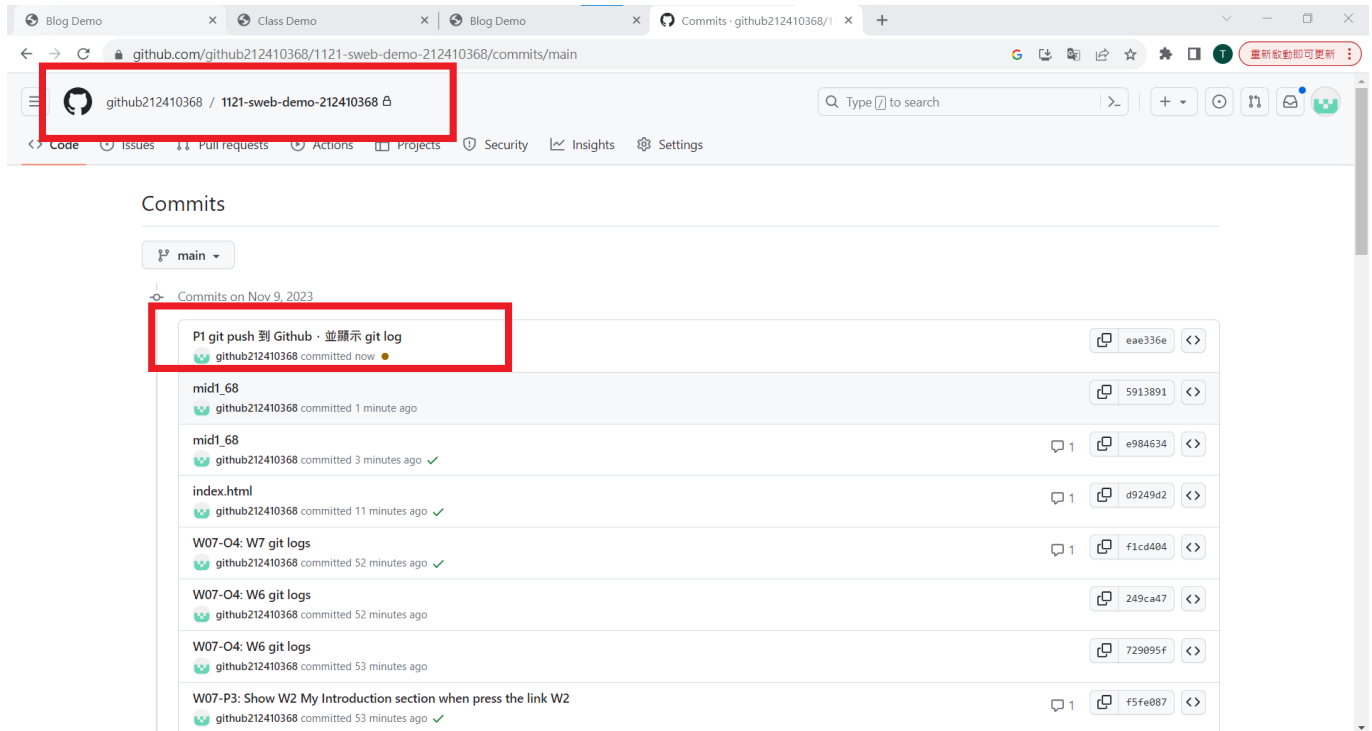 Blog Demo
Class Demo
Blog Demo
Commits · github212410368/1
github.com/github212410368/1121-sweb-demo-212410368/commits/main
T
重新啟動即可更新
github212410368 / 1121-sweb-demo-212410368
Type / to search
Code
Issues
Pull requests
Actions
Projects
Security
Insights
Settings
Commits
main
Commits on Nov 9, 2023
P1 git push 到 Github · 並顯示 git log
github212410368 committed now
eae336e
mid1_68
github212410368 committed 1 minute ago
5913891
mid1_68
github212410368 committed 3 minutes ago
1
e984634
index.html
github212410368 committed 11 minutes ago
1
d9249d2
W07-O4: W7 git logs
github212410368 committed 52 minutes ago
1
f1cd404
W07-O4: W6 git logs
github212410368 committed 52 minutes ago
249ca47
W07-O4: W6 git logs
github212410368 committed 53 minutes ago
729095f
W07-P3: Show W2 My Introduction section when press the link W2
github212410368 committed 53 minutes ago
1
f5fe087